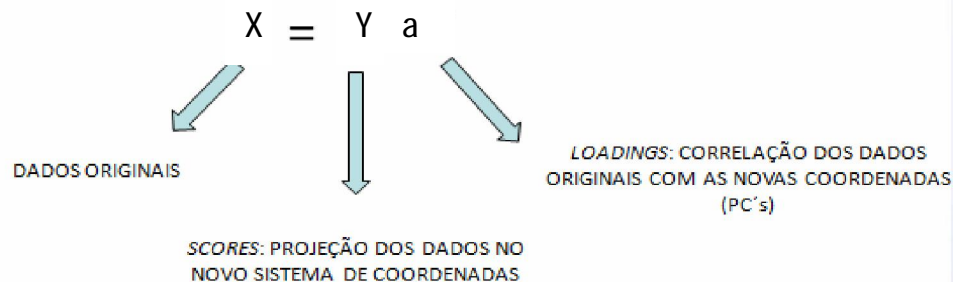 X = Y a
DADOS ORIGINAIS
LOADINGS: CORRELAÇÃO DOS DADOS
ORIGINAIS COM AS NOVAS COORDENADAS
(PC´s)
SCORES: PROJEÇÃO DOS DADOS NO
NOVO SISTEMA DE COORDENADAS